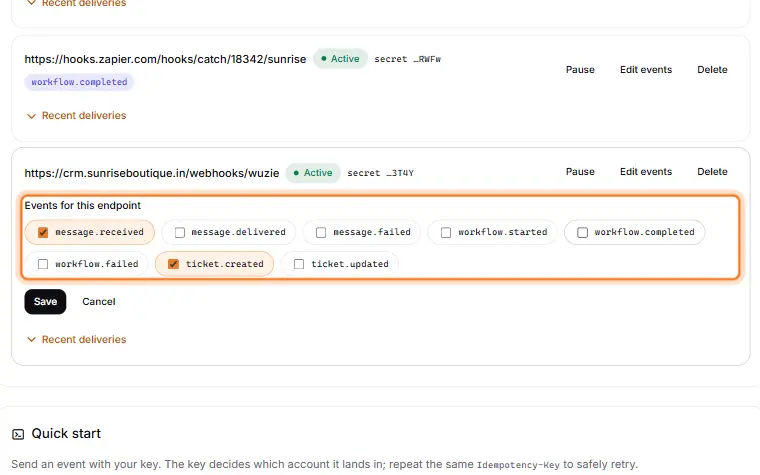 Recent deliveries
https://hooks.zapier.com/hooks/catch/18342/sunrise Active secret …RWFw
Pause Edit events Delete
workflow.completed
Recent deliveries
https://crm.sunriseboutique.in/webhooks/wuzie Active secret …3T4Y
Pause Edit events Delete
Events for this endpoint
message.received message.delivered message.failed workflow.started workflow.completed
workflow.failed ticket.created ticket.updated
Save Cancel
Recent deliveries
Quick start
Send an event with your key. The key decides which account it lands in; repeat the same Idempotency-Key to safely retry.